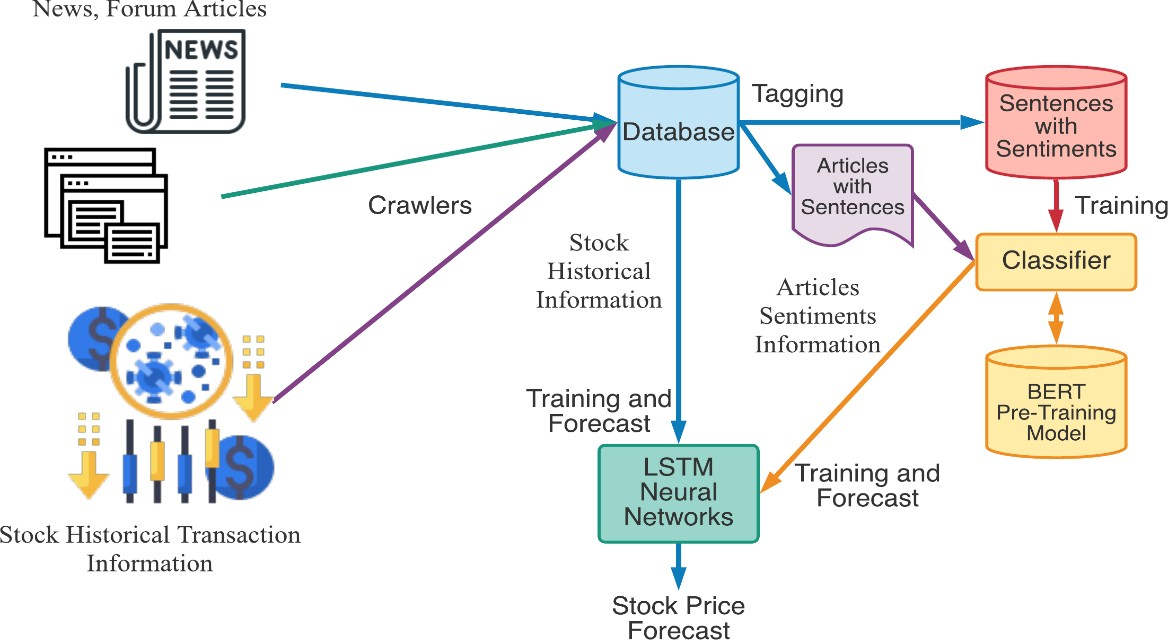 News, Forum Articles
NEWS
Crawlers
Stock Historical Transaction
Information
Database
Tagging
Sentences
with
Sentiments
Articles
with
Sentences
Training
Classifier
Stock
Historical
Information
Articles
Sentiments
Information
BERT
Pre-Training
Model
Training and
Forecast
LSTM
Neural
Networks
Training and
Forecast
Stock Price
Forecast